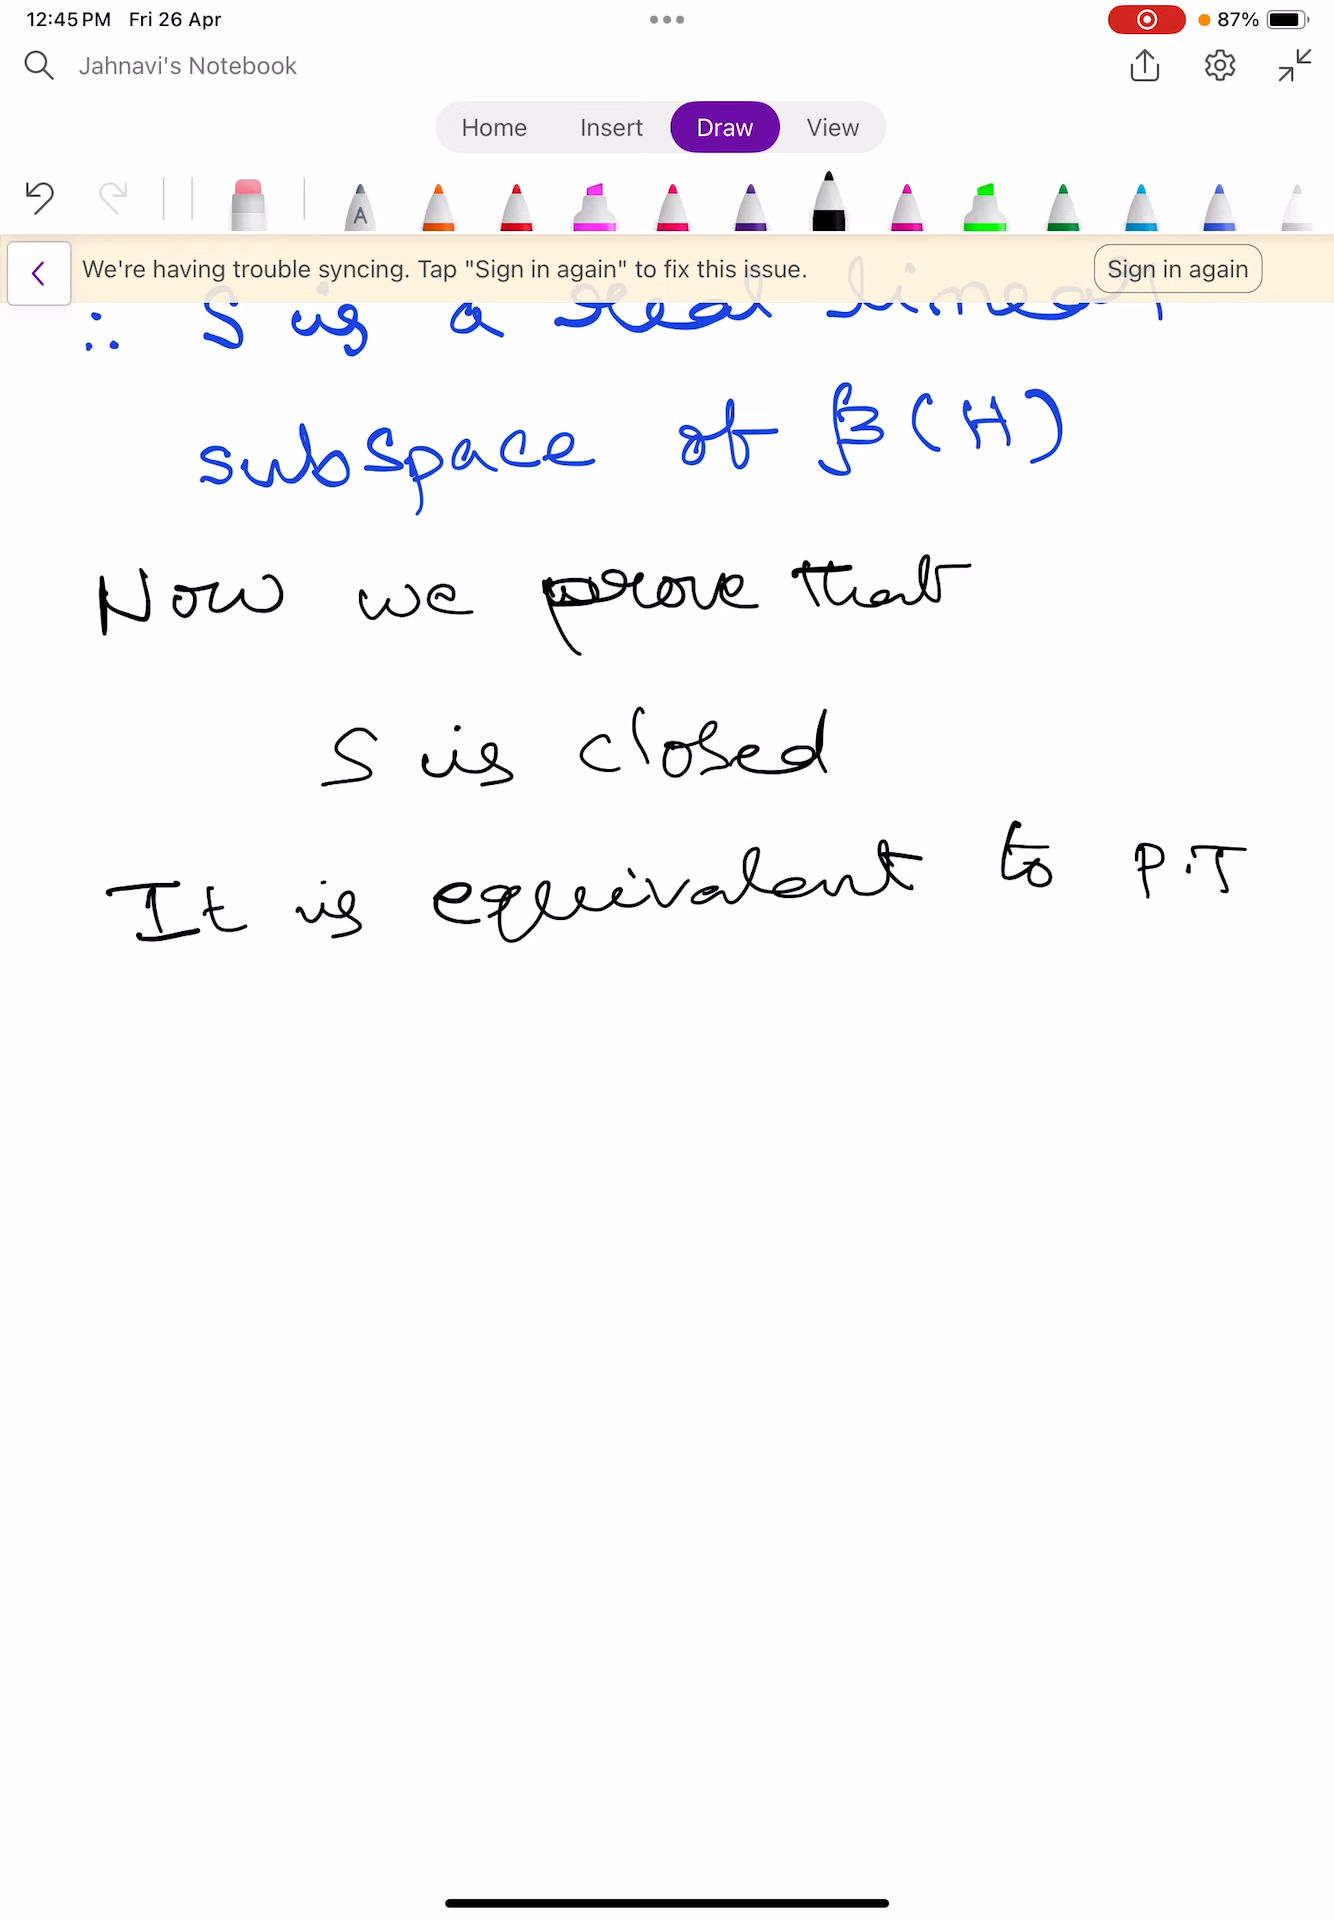 12:45 PM Fri 26 Apr
87%
Jahnavi's Notebook
Home Insert Draw View
A
We're having trouble syncing. Tap "Sign in again" to fix this issue. Sign in again
∴ S is a real linear
subspace of β(H)
Now we prove that
S is closed
It is equivalent to P.T